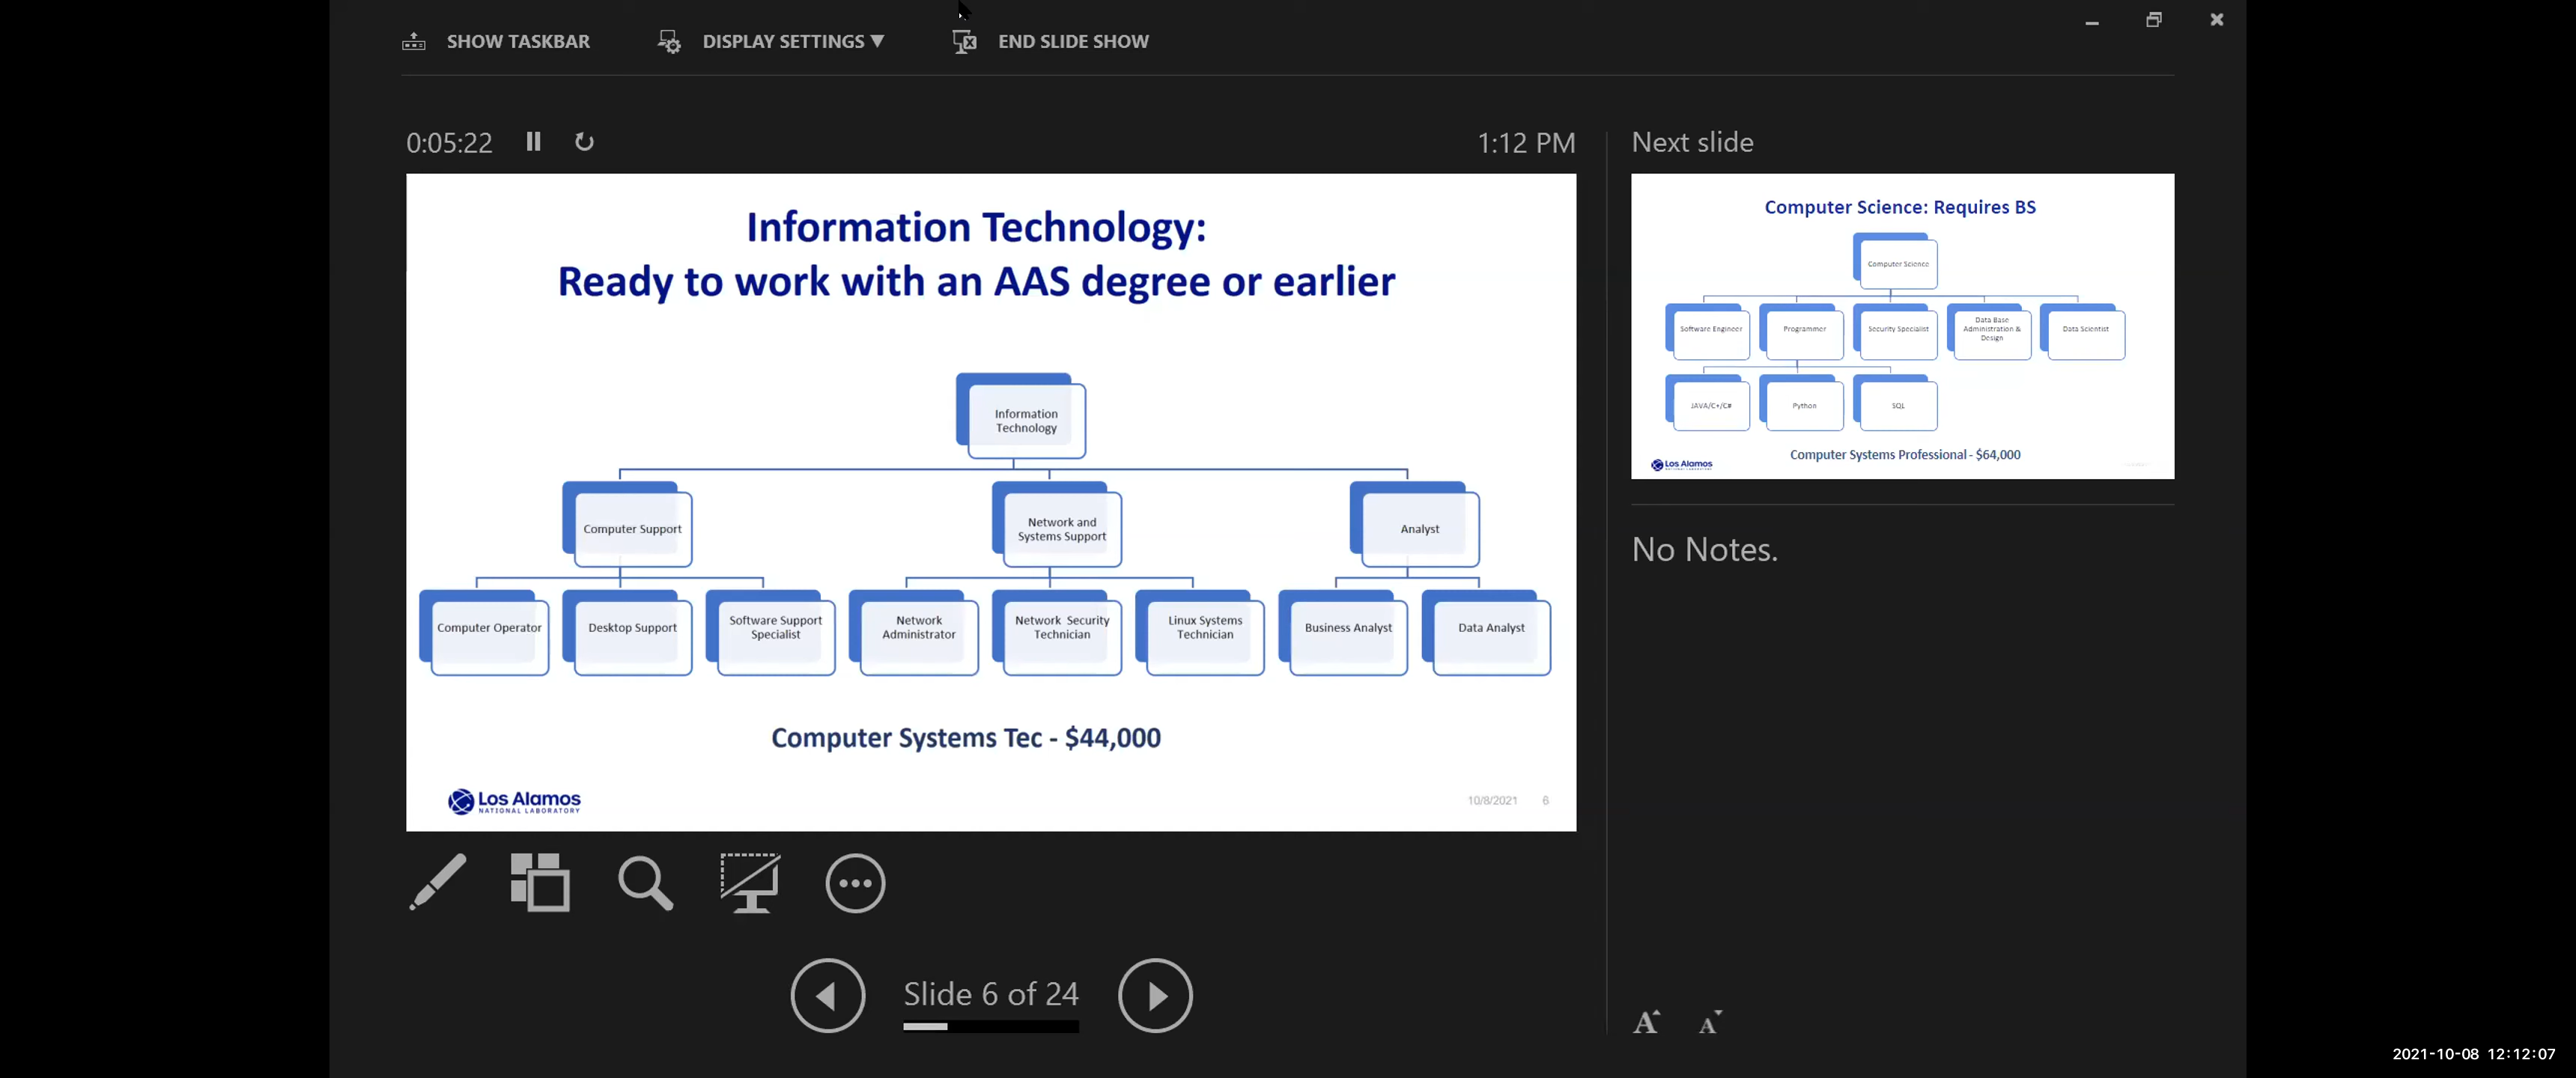 SHOW TASKBAR
DISPLAY SETTINGS ▼
END SLIDE SHOW
0:05:22
1:12 PM
Information Technology:
Ready to work with an AAS degree or earlier
Information
Technology
Computer Support
Network and
Systems Support
Analyst
Computer Operator
Desktop Support
Software Support
Specialist
Network
Administrator
Network Security
Technician
Linux Systems
Technician
Business Analyst
Data Analyst
Computer Systems Tec - $44,000
Los Alamos
NATIONAL LABORATORY
10/8/2021
6
Next slide
Computer Science: Requires BS
Computer Science
Software Engineer
Programmer
Security Specialist
Data Base
Administration &
Design
Data Scientist
JAVA/C+/C#
Python
SQL
Computer Systems Professional - $64,000
Los Alamos
NATIONAL LABORATORY
No Notes.
Slide 6 of 24
A
A
2021-10-08 12:12:07